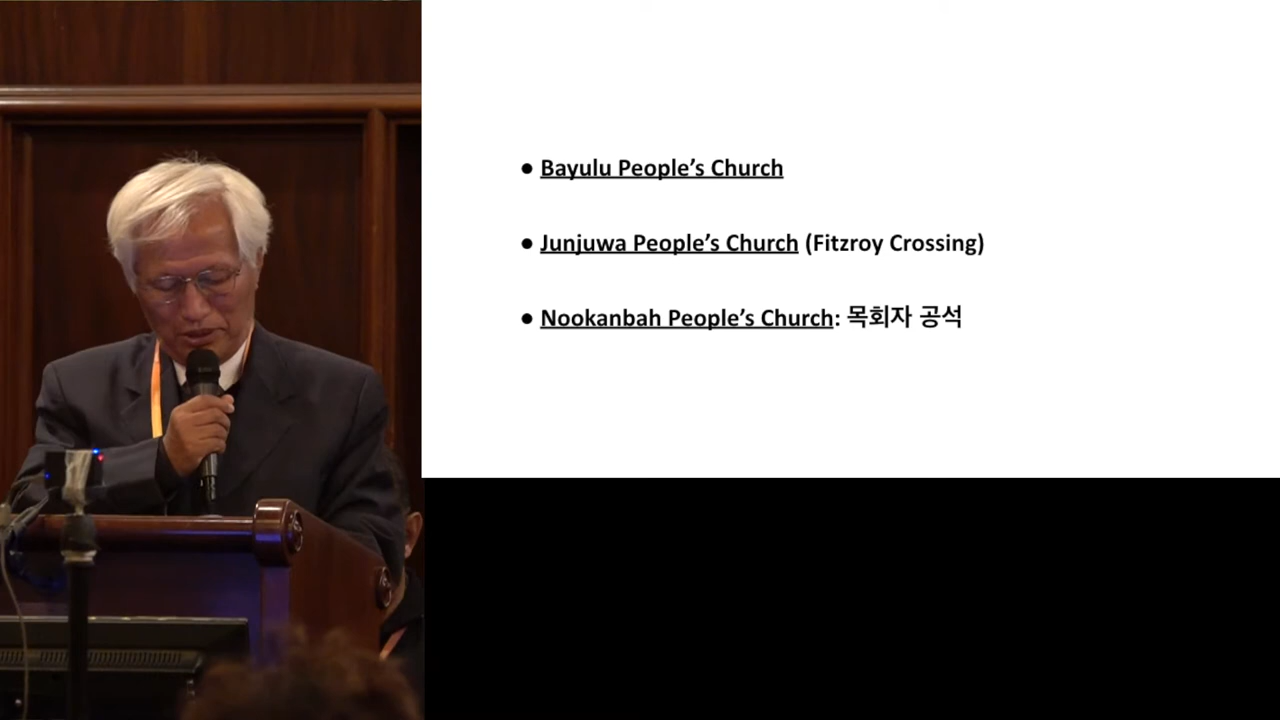 ● Bayulu People’s Church
● Junjuwa People’s Church (Fitzroy Crossing)
● Nookanbah People’s Church: 목회자 공석